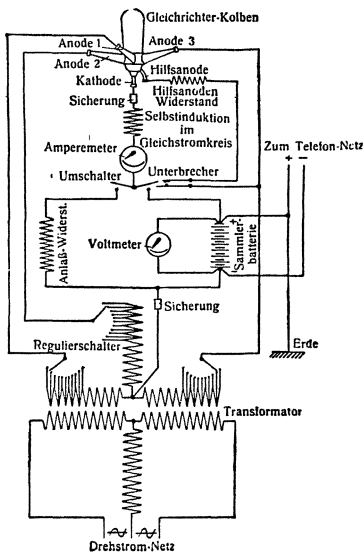 Gleichrichter-Kolben
Anode 1
Anode 3
Anode 2
Hilfsanode
Kathode
Hilfsanoden
Widerstand
Sicherung
Selbstinduktion
im
Gleichstromkreis
Amperemeter
Zum Telefon-Netz
+ –
Umschalter
Unterbrecher
Anlaß-Widerst.
Voltmeter
+
Sammler-
batterie
-
Sicherung
Regulierschalter
Erde
Transformator
Drehstrom-Netz